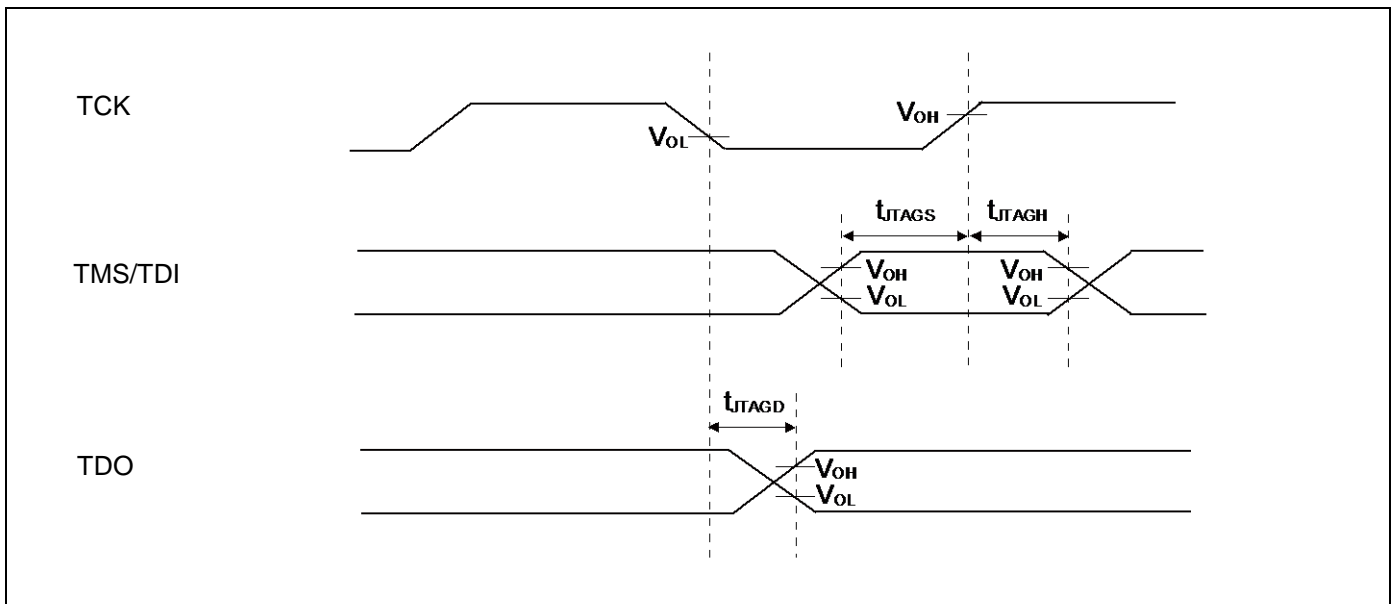 TCK
VOL
VOH
tJTAGS
tJTAGH
TMS/TDI
VOH
VOL
VOH
VOL
tJTAGD
TDO
VOH
VOL